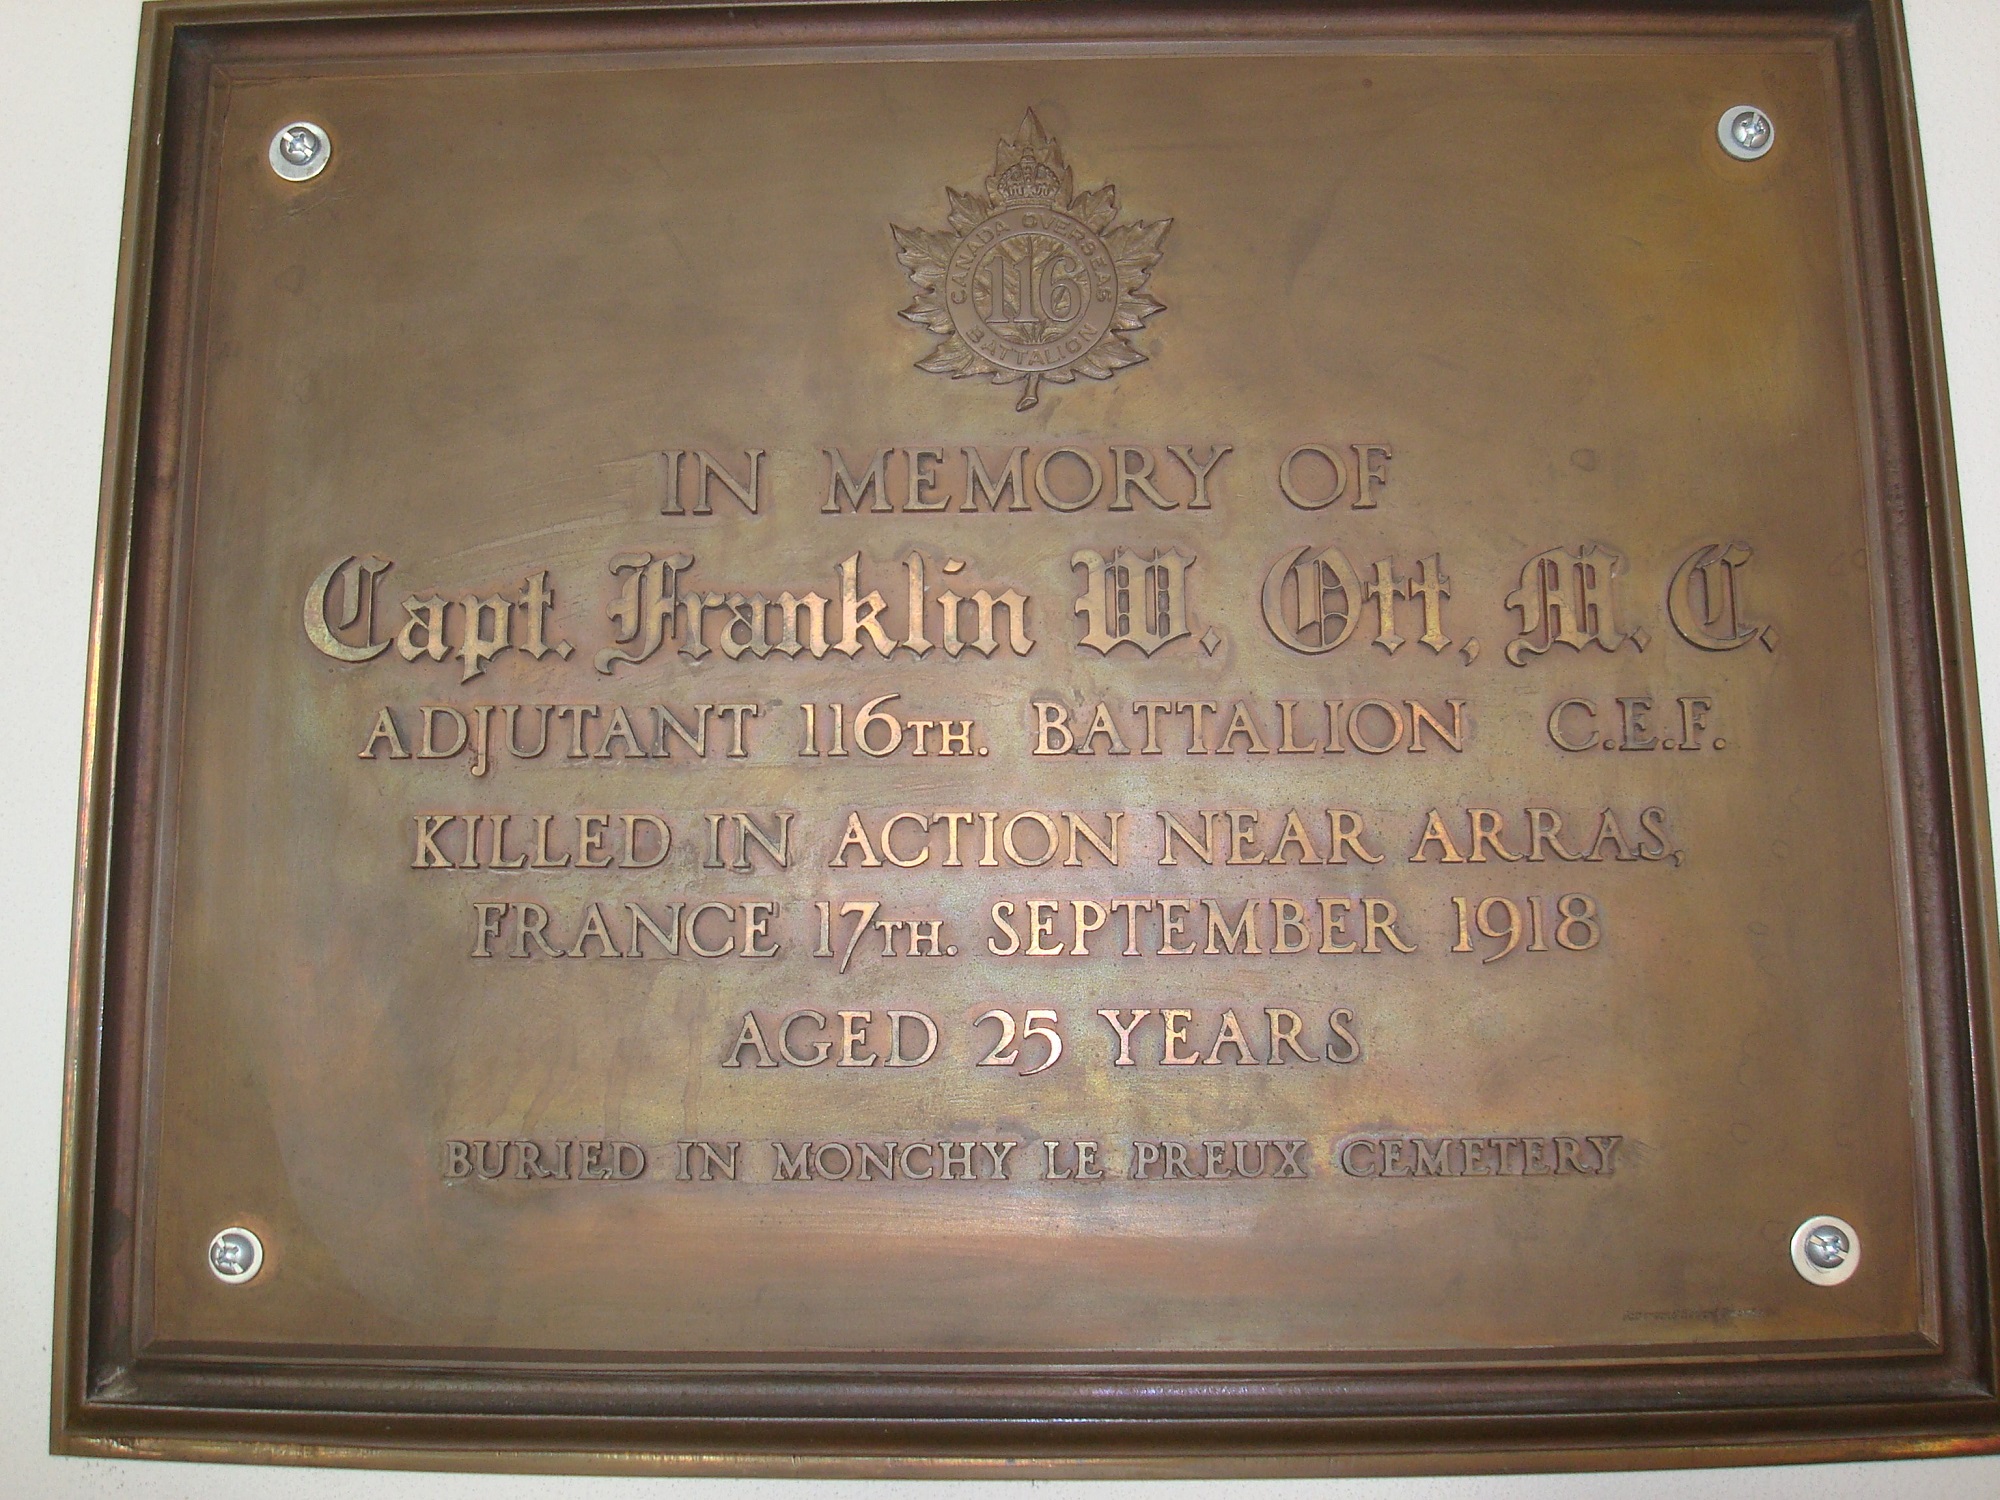 CANADA OVERSEAS
116
BATTALION
IN MEMORY OF
Capt. Franklin W. Ott, M.C.
ADJUTANT 116TH. BATTALION C.E.F.
KILLED IN ACTION NEAR ARRAS,
FRANCE 17TH. SEPTEMBER 1918
AGED 25 YEARS
BURIED IN MONCHY LE PREUX CEMETERY